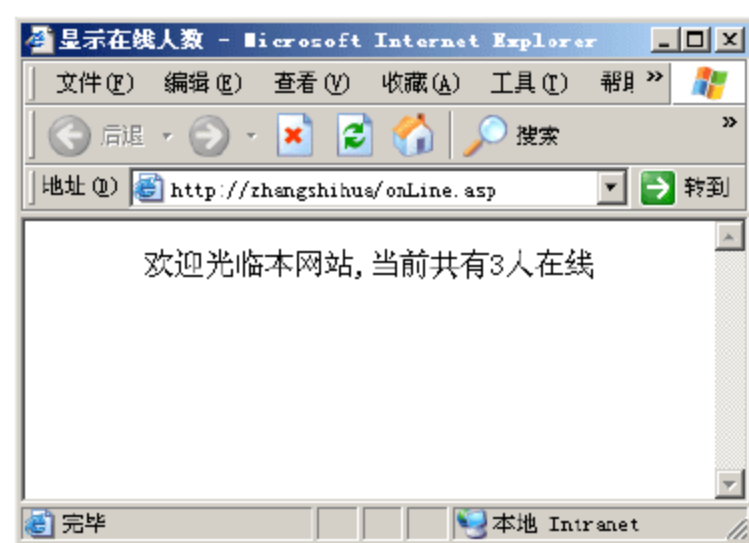 显示在线人数 - Microsoft Internet Explorer
文件(F) 编辑(E) 查看(V) 收藏(A) 工具(T) »
后退 搜索 »
地址(D) http://zhangshihua/onLine.asp 转到
欢迎光临本网站,当前共有3人在线
完毕 本地 Intranet